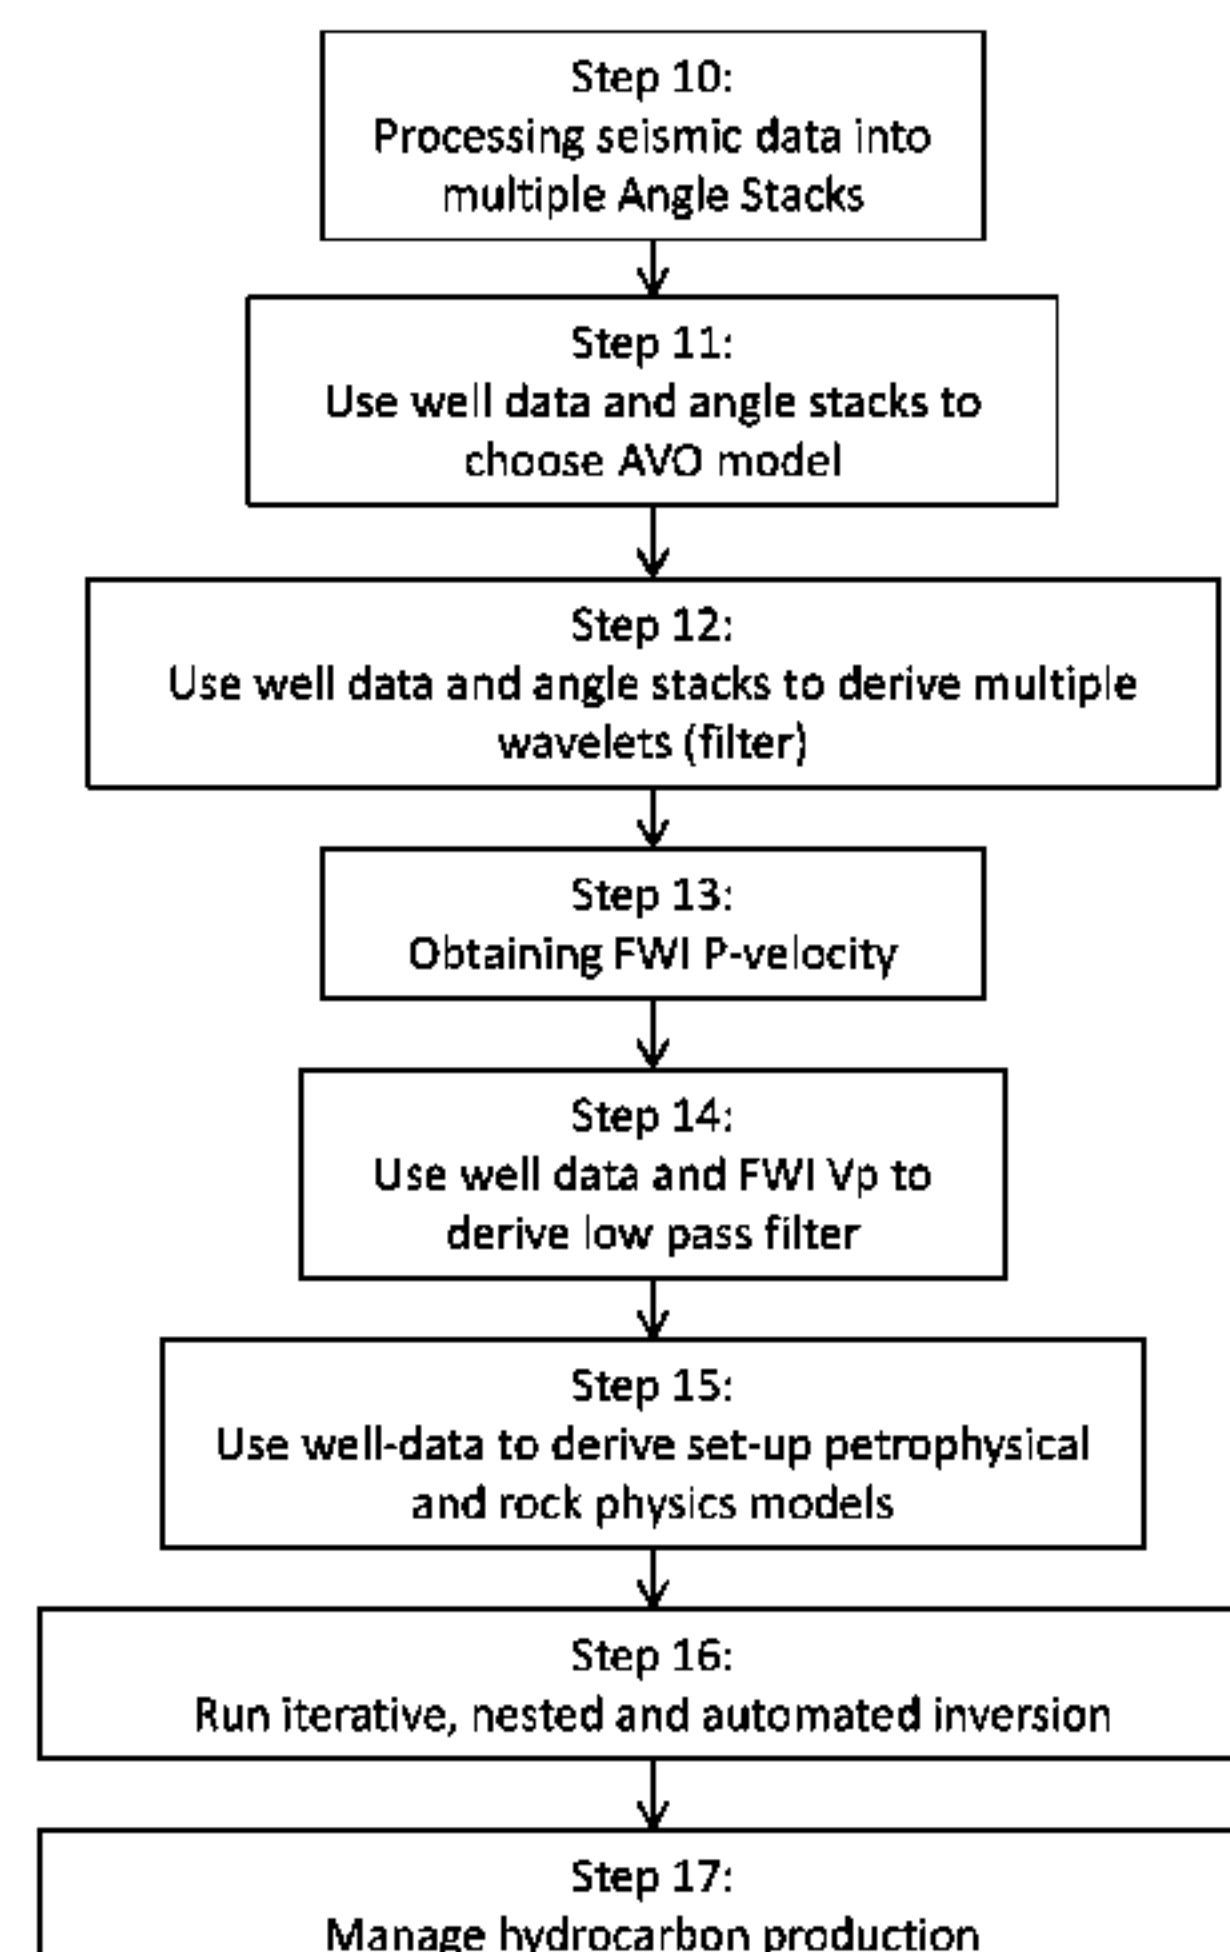 Step 10:
Processing seismic data into
multiple Angle Stacks
Step 11:
Use well data and angle stacks to
choose AVO model
Step 12:
Use well data and angle stacks to derive multiple
wavelets (filter)
Step 13:
Obtaining FWI P-velocity
Step 14:
Use well data and FWI Vp to
derive low pass filter
Step 15:
Use well-data to derive set-up petrophysical
and rock physics models
Step 16:
Run iterative, nested and automated inversion
Step 17:
Manage hydrocarbon production